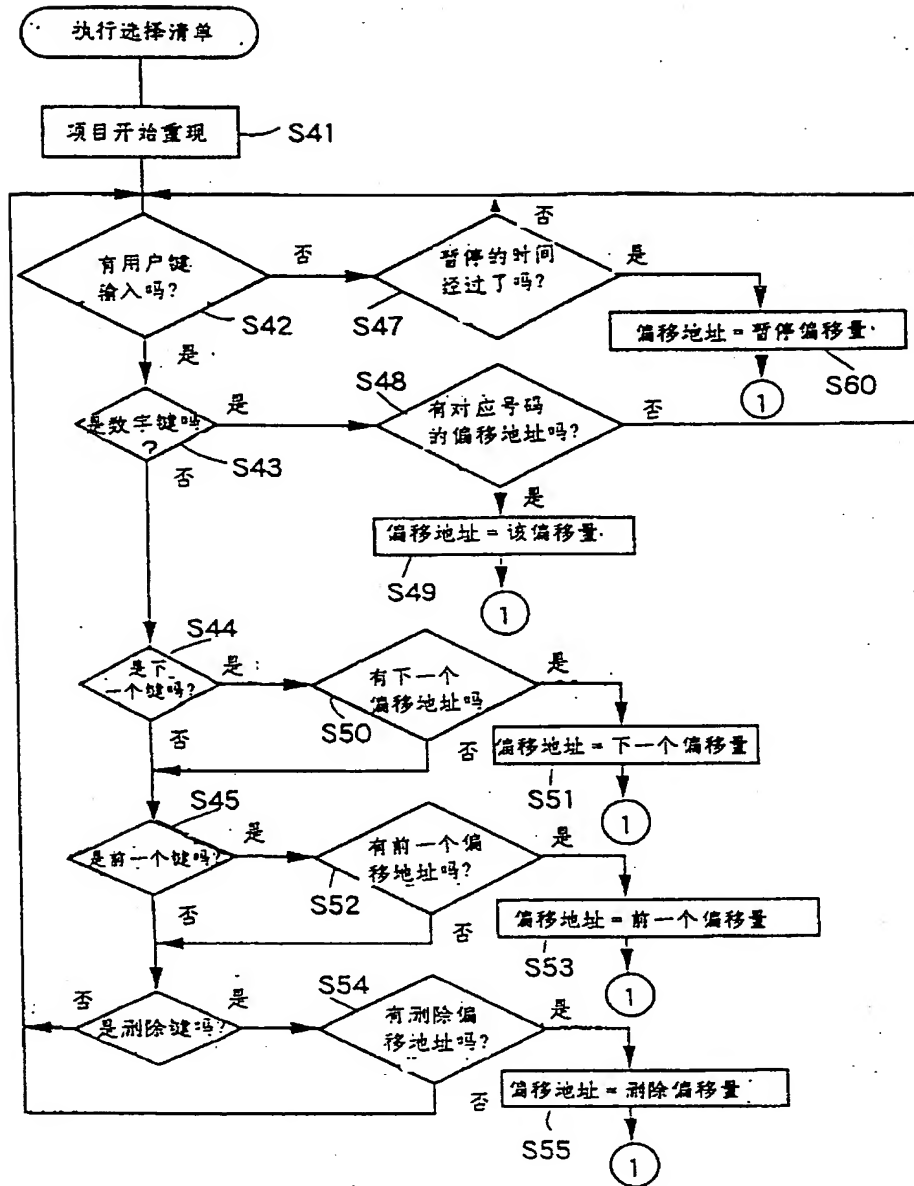 执行选择清单
项目开始重现
S41
有用户键
输入吗?
S42
否
暂停的时间
经过了吗?
S47
否
是
偏移地址=暂停偏移量
S60
1
是
是数字键吗
?
S43
是
S48
有对应号码
的偏移地址吗?
否
是
偏移地址=该偏移量
S49
1
否
S44
是下
一个键吗?
是
有下一个
偏移地址吗
S50
是
否
偏移地址=下一个偏移量
S51
1
否
S45
是前一个键吗?
是
有前一个偏
移地址吗?
S52
是
否
偏移地址=前一个偏移量
S53
1
否
否
是删除键吗?
是
S54
有删除偏
移地址吗?
是
否
偏移地址=删除偏移量
S55
1